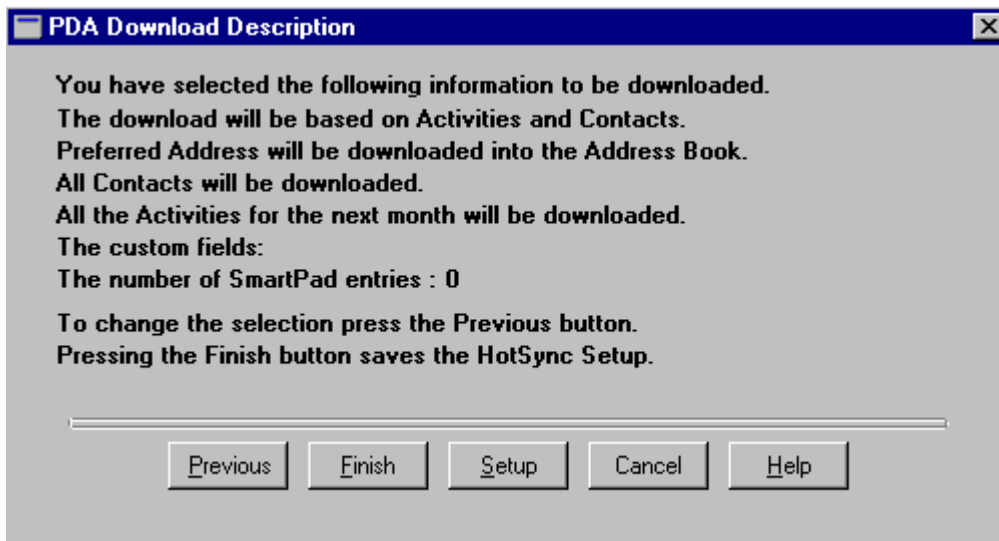 PDA Download Description
You have selected the following information to be downloaded.
The download will be based on Activities and Contacts.
Preferred Address will be downloaded into the Address Book.
All Contacts will be downloaded.
All the Activities for the next month will be downloaded.
The custom fields:
The number of SmartPad entries : 0
To change the selection press the Previous button.
Pressing the Finish button saves the HotSync Setup.
Previous Finish Setup Cancel Help